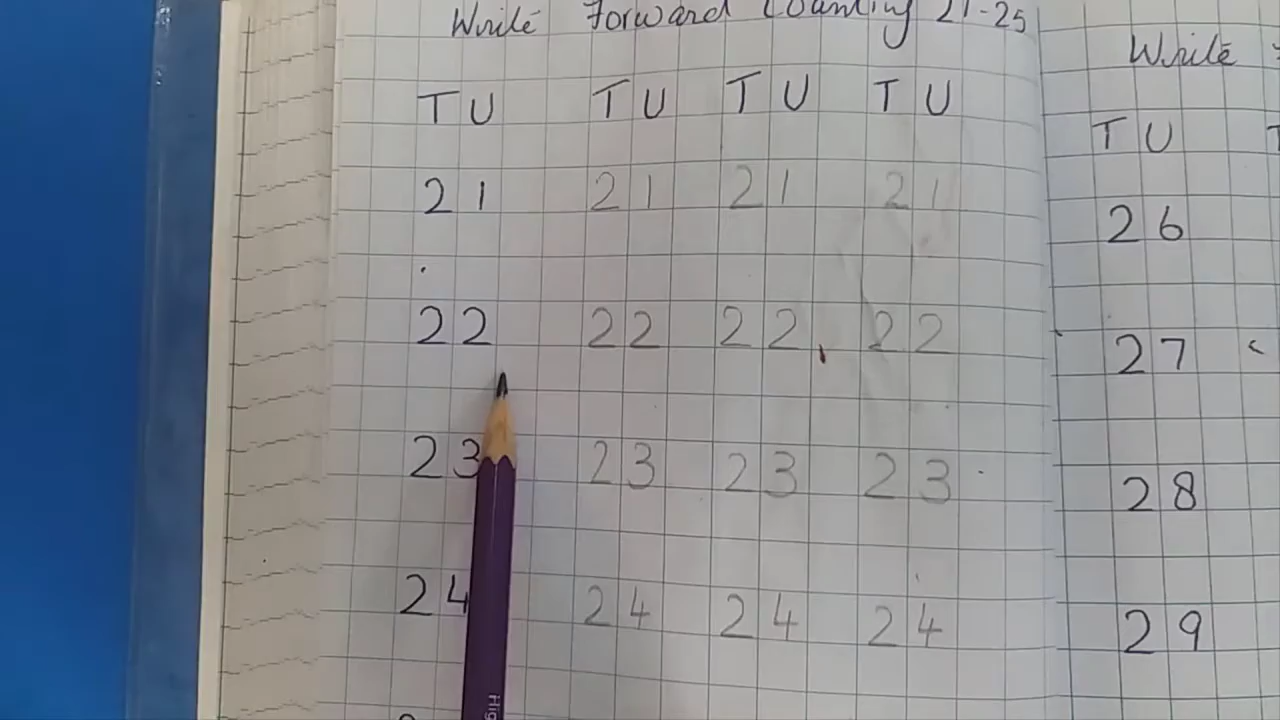 Write Forward Counting 21-25
T U T U T U T U
21 21 21 21
22 22 22 22
23 23 23 23
24 24 24 24
Write
T U T
26
27
28
29
Hig